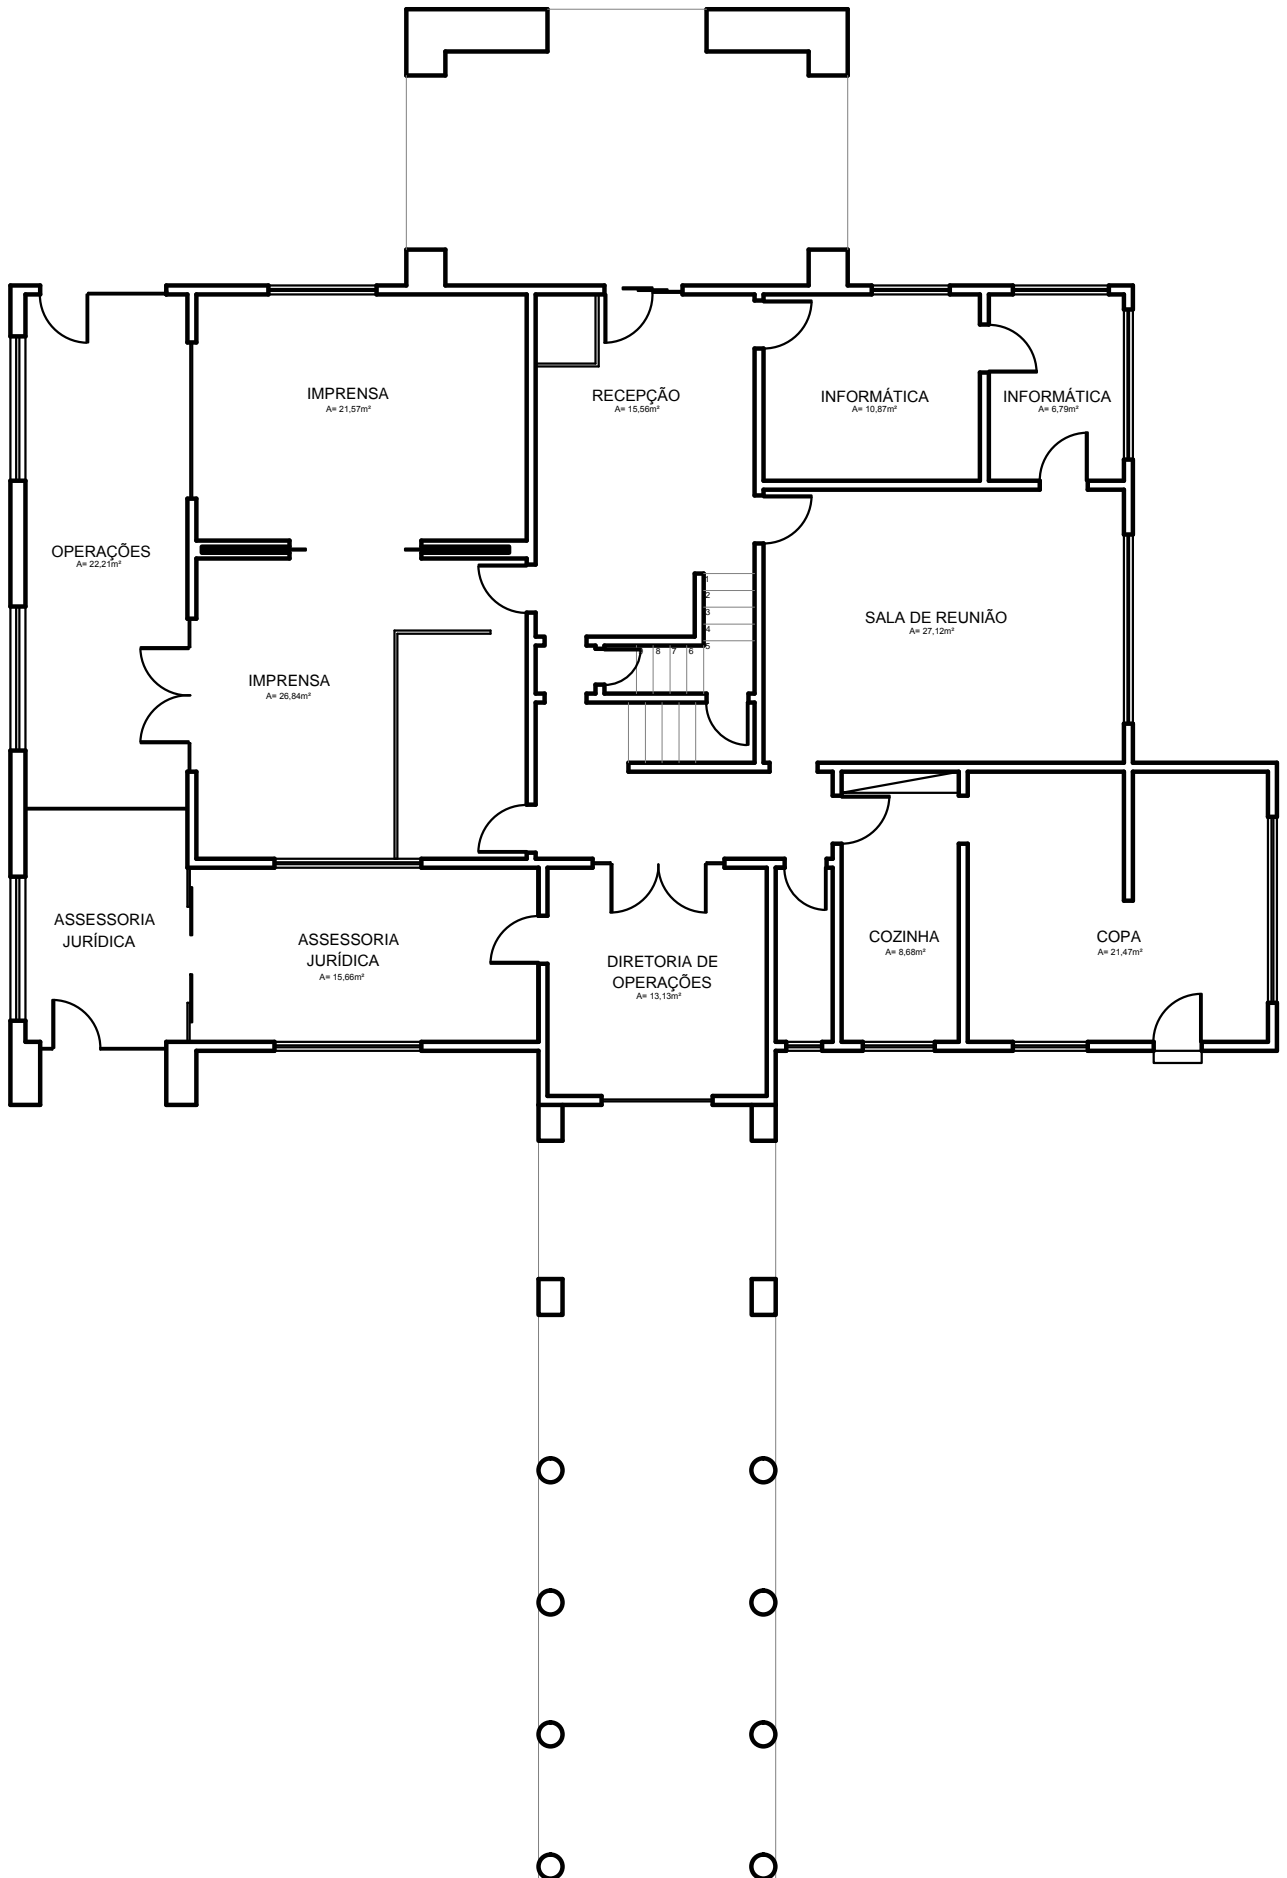 IMPRENSA
A= 21,57m²
RECEPÇÃO
A= 15,56m²
INFORMÁTICA
A= 10,87m²
INFORMÁTICA
A= 6,79m²
OPERAÇÕES
A= 22,21m²
1
2
3
4
5
6
7
8
SALA DE REUNIÃO
A= 27,12m²
IMPRENSA
A= 26,84m²
ASSESSORIA
JURÍDICA
ASSESSORIA
JURÍDICA
A= 15,66m²
DIRETORIA DE
OPERAÇÕES
A= 13,13m²
COZINHA
A= 8,68m²
COPA
A= 21,47m²